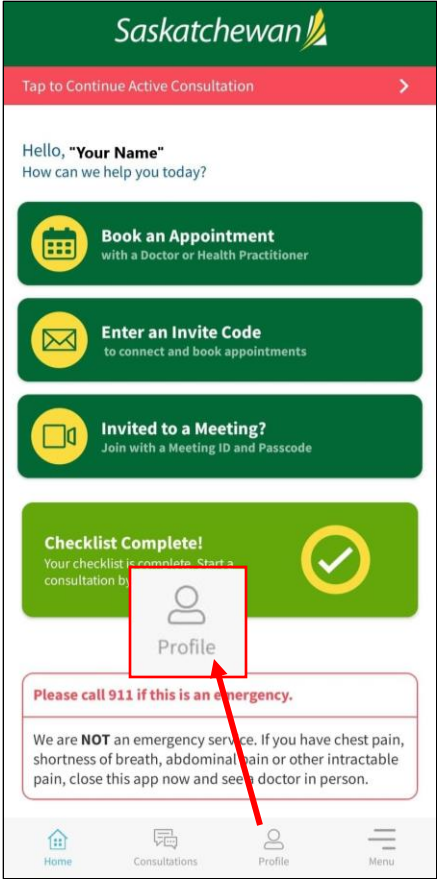 Saskatchewan
Tap to Continue Active Consultation
Hello, "Your Name"
How can we help you today?
Book an Appointment
with a Doctor or Health Practitioner
Enter an Invite Code
to connect and book appointments
Invited to a Meeting?
Join with a Meeting ID and Passcode
Checklist Complete!
Your checklist is complete. Start a
consultation by
Profile
Please call 911 if this is an emergency.
We are NOT an emergency service. If you have chest pain,
shortness of breath, abdominal pain or other intractable
pain, close this app now and see a doctor in person.
Home
Consultations
Profile
Menu